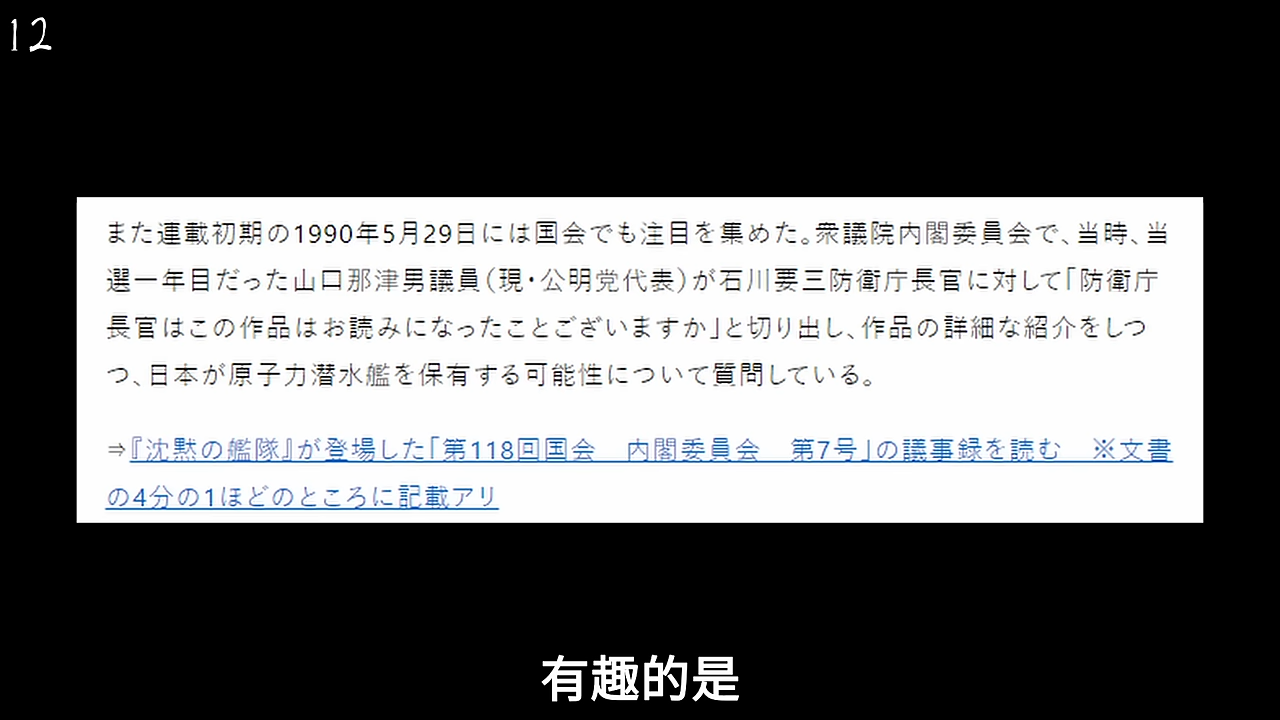 12
また連載初期の1990年5月29日には国会でも注目を集めた。衆議院内閣委員会で、当時、当
選一年目だった山口那津男議員（現・公明党代表）が石川要三防衛庁長官に対して「防衛庁
長官はこの作品はお読みになったことございますか」と切り出し、作品の詳細な紹介をしつ
つ、日本が原子力潜水艦を保有する可能性について質問している。
⇒『沈黙の艦隊』が登場した「第118回国会　内閣委員会　第7号」の議事録を読む　※文書
の4分の1ほどのところに記載アリ
有趣的是